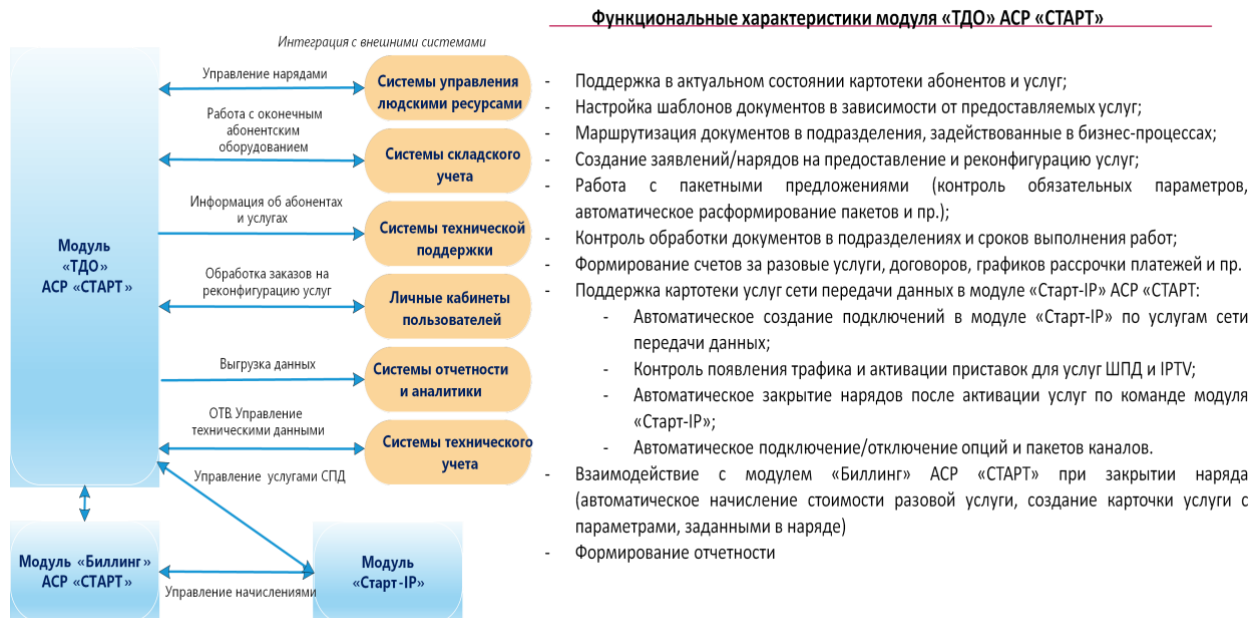 Функциональные характеристики модуля «ТДО» АСР «СТАРТ»
Интеграция с внешними системами
Модуль
«ТДО»
АСР «СТАРТ»
Управление нарядами
Системы управления
людскими ресурсами
Работа с оконечным
абонентским
оборудованием
Системы складского
учета
Информация об абонентах
и услугах
Системы технической
поддержки
Обработка заказов на
реконфигурацию услуг
Личные кабинеты
пользователей
Выгрузка данных
Системы отчетности
и аналитики
ОТВ. Управление
техническими данными
Системы технического
учета
Управление услугами СПД
Модуль «Биллинг»
АСР «СТАРТ»
Управление начислениями
Модуль
«Старт-IP»
- Поддержка в актуальном состоянии картотеки абонентов и услуг;
- Настройка шаблонов документов в зависимости от предоставляемых услуг;
- Маршрутизация документов в подразделения, задействованные в бизнес-процессах;
- Создание заявлений/нарядов на предоставление и реконфигурацию услуг;
- Работа с пакетными предложениями (контроль обязательных параметров,
автоматическое расформирование пакетов и пр.);
- Контроль обработки документов в подразделениях и сроков выполнения работ;
- Формирование счетов за разовые услуги, договоров, графиков рассрочки платежей и пр.
- Поддержка картотеки услуг сети передачи данных в модуле «Старт-IP» АСР «СТАРТ:
- Автоматическое создание подключений в модуле «Старт-IP» по услугам сети
передачи данных;
- Контроль появления трафика и активации приставок для услуг ШПД и IPTV;
- Автоматическое закрытие нарядов после активации услуг по команде модуля
«Старт-IP»;
- Автоматическое подключение/отключение опций и пакетов каналов.
- Взаимодействие с модулем «Биллинг» АСР «СТАРТ» при закрытии наряда
(автоматическое начисление стоимости разовой услуги, создание карточки услуги с
параметрами, заданными в наряде)
- Формирование отчетности